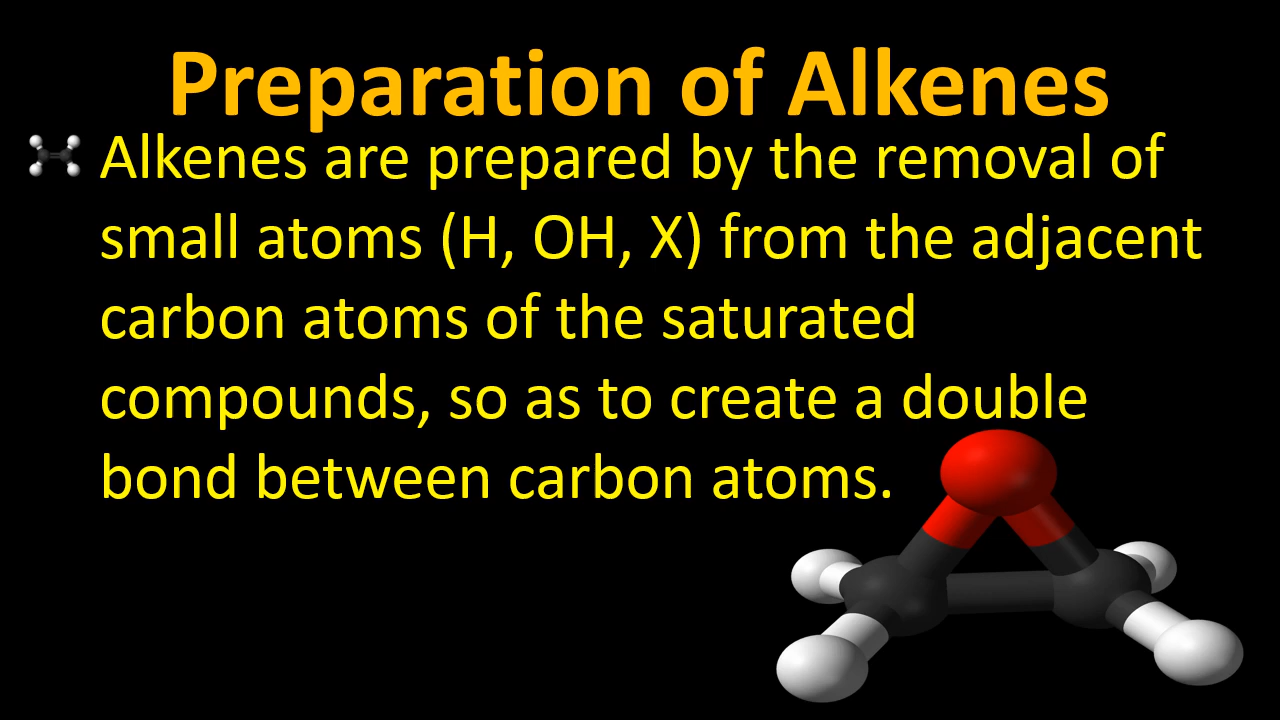 Preparation of Alkenes
Alkenes are prepared by the removal of
small atoms (H, OH, X) from the adjacent
carbon atoms of the saturated
compounds, so as to create a double
bond between carbon atoms.